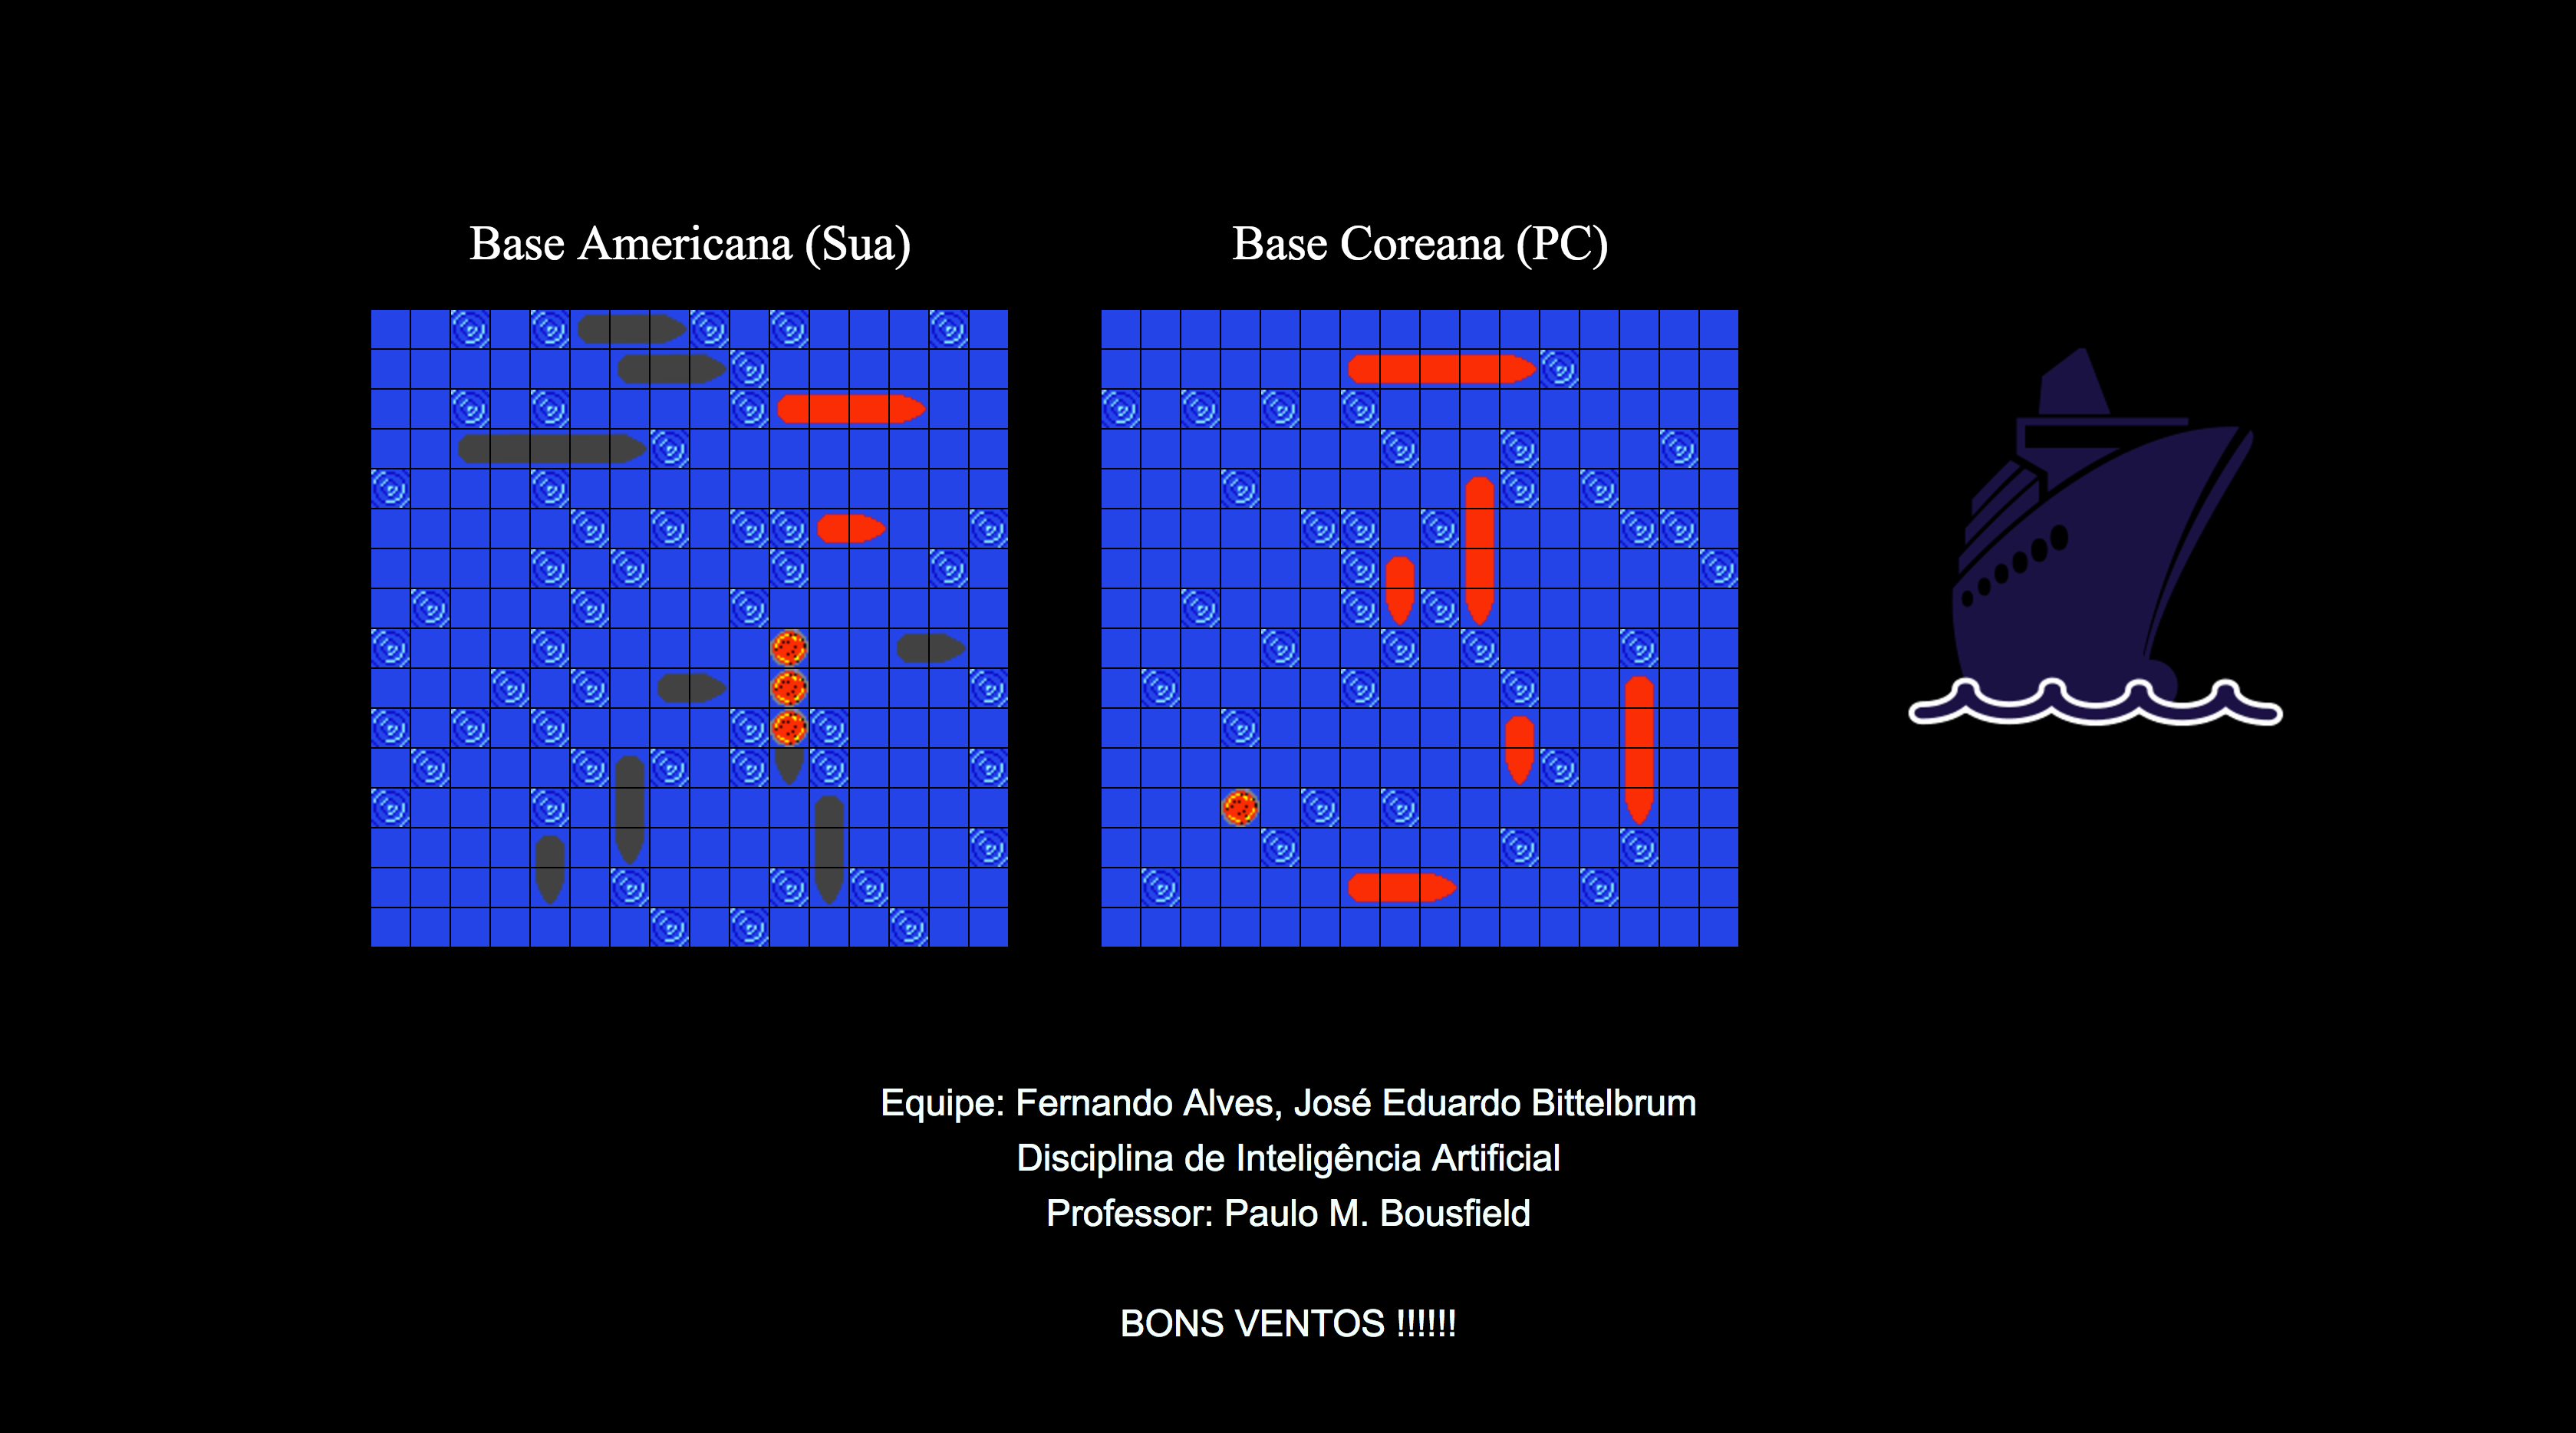 Base Americana (Sua)
Base Coreana (PC)
Equipe: Fernando Alves, José Eduardo Bittelbrum
Disciplina de Inteligência Artificial
Professor: Paulo M. Bousfield
BONS VENTOS !!!!!!